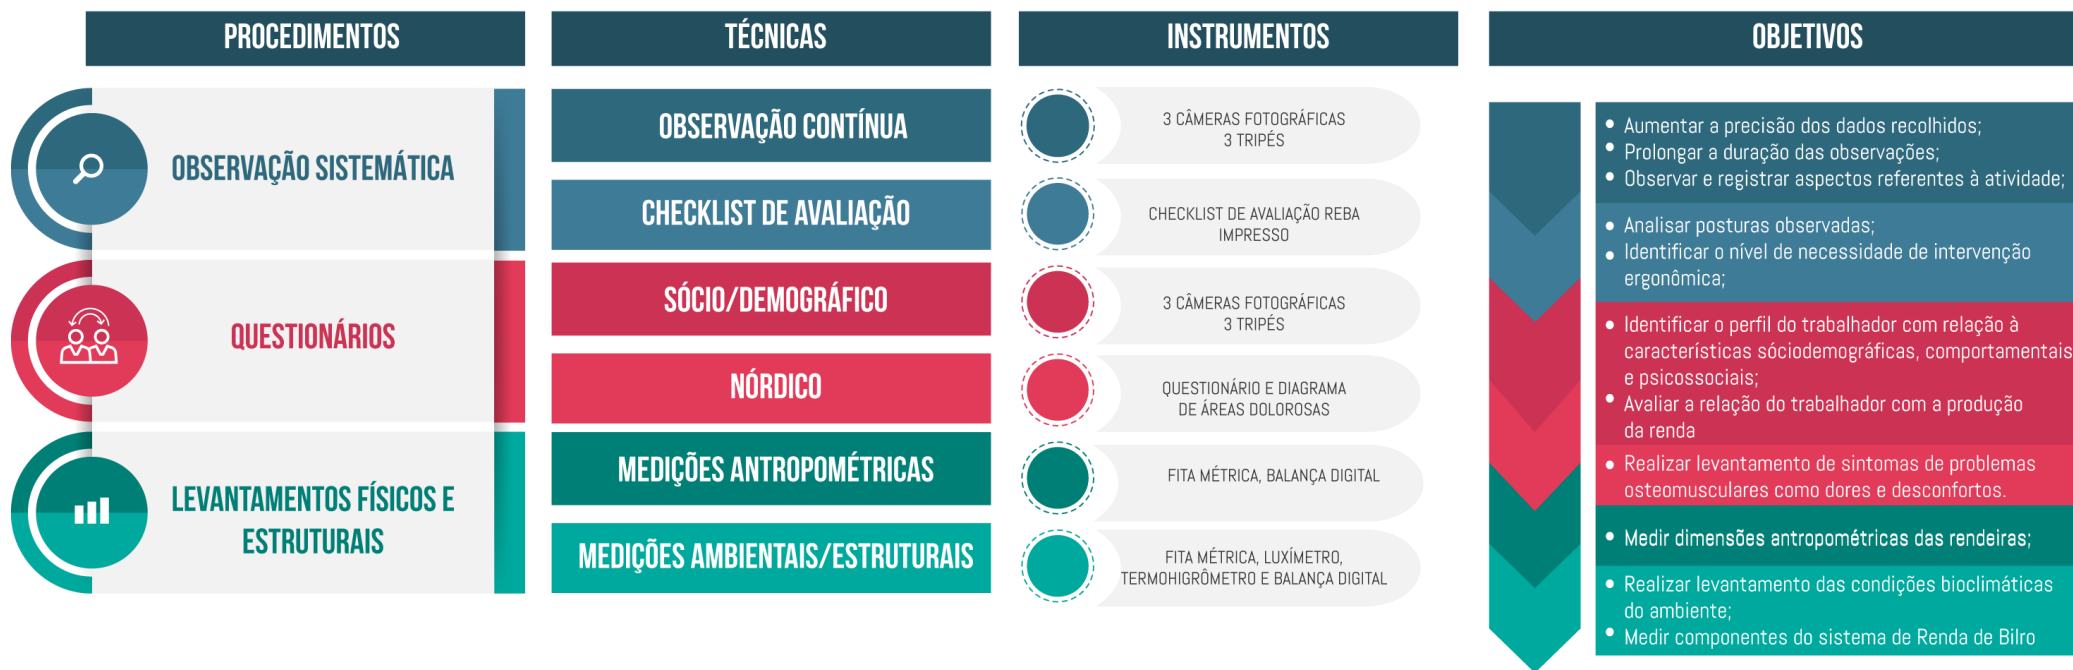 PROCEDIMENTOS
TÉCNICAS
INSTRUMENTOS
OBJETIVOS
OBSERVAÇÃO SISTEMÁTICA
OBSERVAÇÃO CONTÍNUA
3 CÂMERAS FOTOGRÁFICAS
3 TRIPÉS
• Aumentar a precisão dos dados recolhidos;
• Prolongar a duração das observações;
• Observar e registrar aspectos referentes à atividade;
CHECKLIST DE AVALIAÇÃO
CHECKLIST DE AVALIAÇÃO REBA
IMPRESSO
• Analisar posturas observadas;
• Identificar o nível de necessidade de intervenção
ergonômica;
QUESTIONÁRIOS
SÓCIO/DEMOGRÁFICO
3 CÂMERAS FOTOGRÁFICAS
3 TRIPÉS
• Identificar o perfil do trabalhador com relação à
características sóciodemográficas, comportamentais
e psicossociais;
• Avaliar a relação do trabalhador com a produção
da renda
NÓRDICO
QUESTIONÁRIO E DIAGRAMA
DE ÁREAS DOLOROSAS
• Realizar levantamento de sintomas de problemas
osteomusculares como dores e desconfortos.
LEVANTAMENTOS FÍSICOS E
ESTRUTURAIS
MEDIÇÕES ANTROPOMÉTRICAS
FITA MÉTRICA, BALANÇA DIGITAL
• Medir dimensões antropométricas das rendeiras;
MEDIÇÕES AMBIENTAIS/ESTRUTURAIS
FITA MÉTRICA, LUXÍMETRO,
TERMOHIGRÔMETRO E BALANÇA DIGITAL
• Realizar levantamento das condições bioclimáticas
do ambiente;
• Medir componentes do sistema de Renda de Bilro